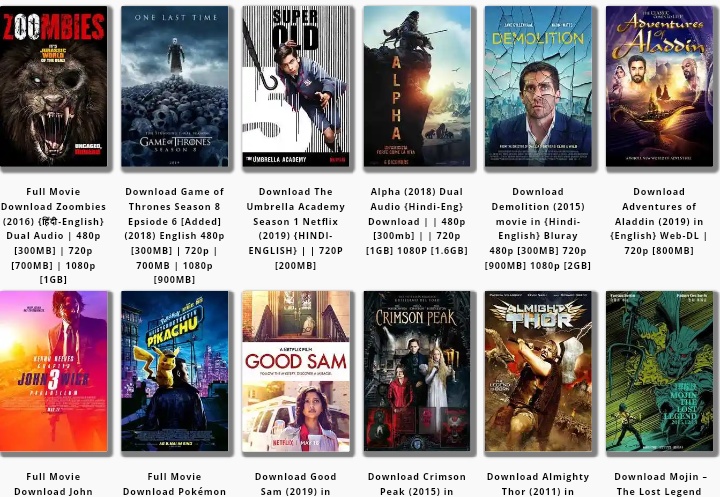 ZOOMBIES
IT'S
JURASSIC
WORLD
OF THE DEAD
UNCAGED.
ONE LAST TIME
GAME OF THRONES
SEASON 8
SUPER
OLD
THE UMBRELLA ACADEMY
ALPHA
DEMOLITION
Adventures
of
Aladdin
Full Movie
Download Zoombies
(2016) {हिंदी-English}
Dual Audio | 480p
[300MB] | 720p
[700MB] | 1080p
[1GB]
Download Game of
Thrones Season 8
Epsiode 6 [Added]
(2018) English 480p
[300MB] | 720p |
700MB | 1080p
[900MB]
Download The
Umbrella Academy
Season 1 Netflix
(2019) {HINDI-
ENGLISH} | | 720P
[200MB]
Alpha (2018) Dual
Audio {Hindi-Eng}
Download | | 480p
[300mb] | | 720p
[1GB] 1080P [1.6GB]
Download
Demolition (2015)
movie in {Hindi-
English} Bluray
480p [300MB] 720p
[900MB] 1080p [2GB]
Download
Adventures of
Aladdin (2019) in
{English} Web-DL |
720p [800MB]
KEANU REEVES
JOHN WICK
3
PIKACHU
A NETFLIX FILM
GOOD SAM
NETFLIX
CRIMSON PEAK
ALMIGHTY
THOR
MOJIN
THE
LOST
LEGEND
Full Movie
Download John
Full Movie
Download Pokémon
Download Good
Sam (2019) in
Download Crimson
Peak (2015) in
Download Almighty
Thor (2011) in
Download Mojin –
The Lost Legend